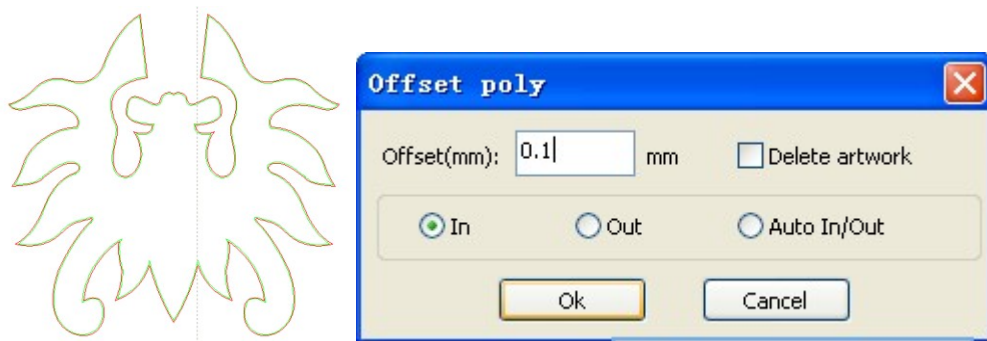 Offset poly
Offset(mm): 0.1 mm Delete artwork
In Out Auto In/Out
Ok Cancel